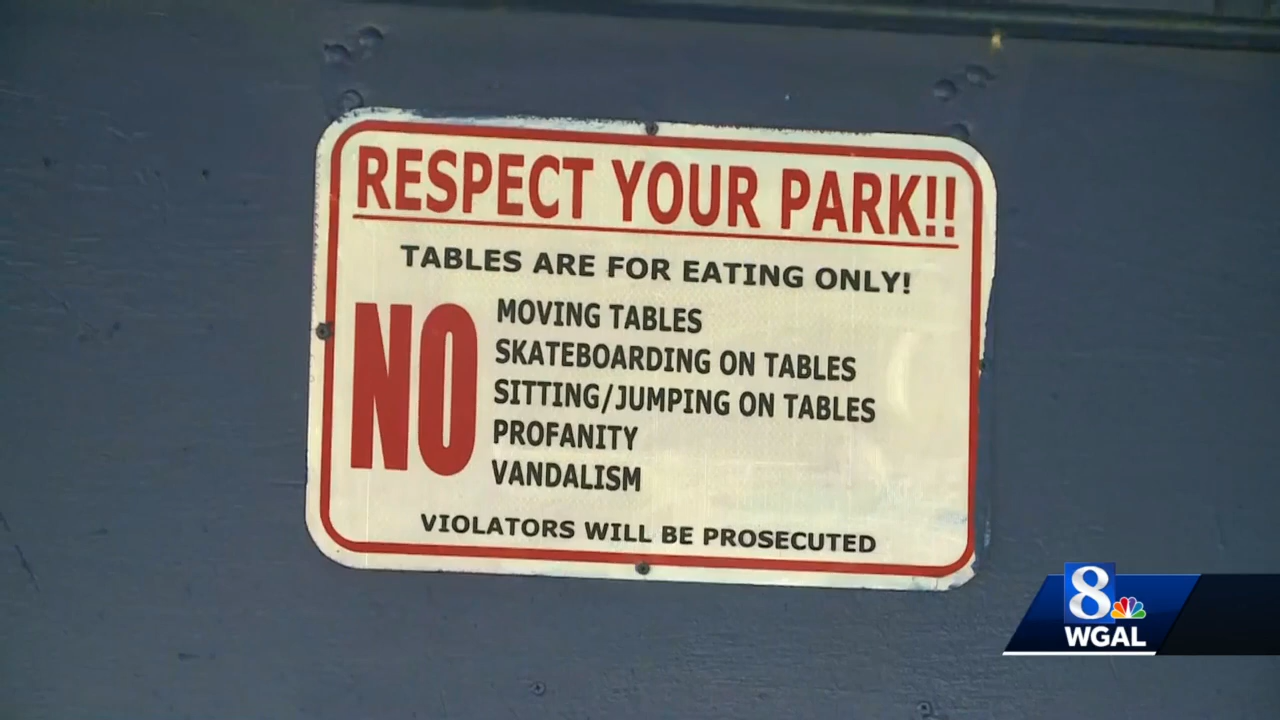 RESPECT YOUR PARK!!
TABLES ARE FOR EATING ONLY!
NO
MOVING TABLES
SKATEBOARDING ON TABLES
SITTING/JUMPING ON TABLES
PROFANITY
VANDALISM
VIOLATORS WILL BE PROSECUTED
8
WGAL